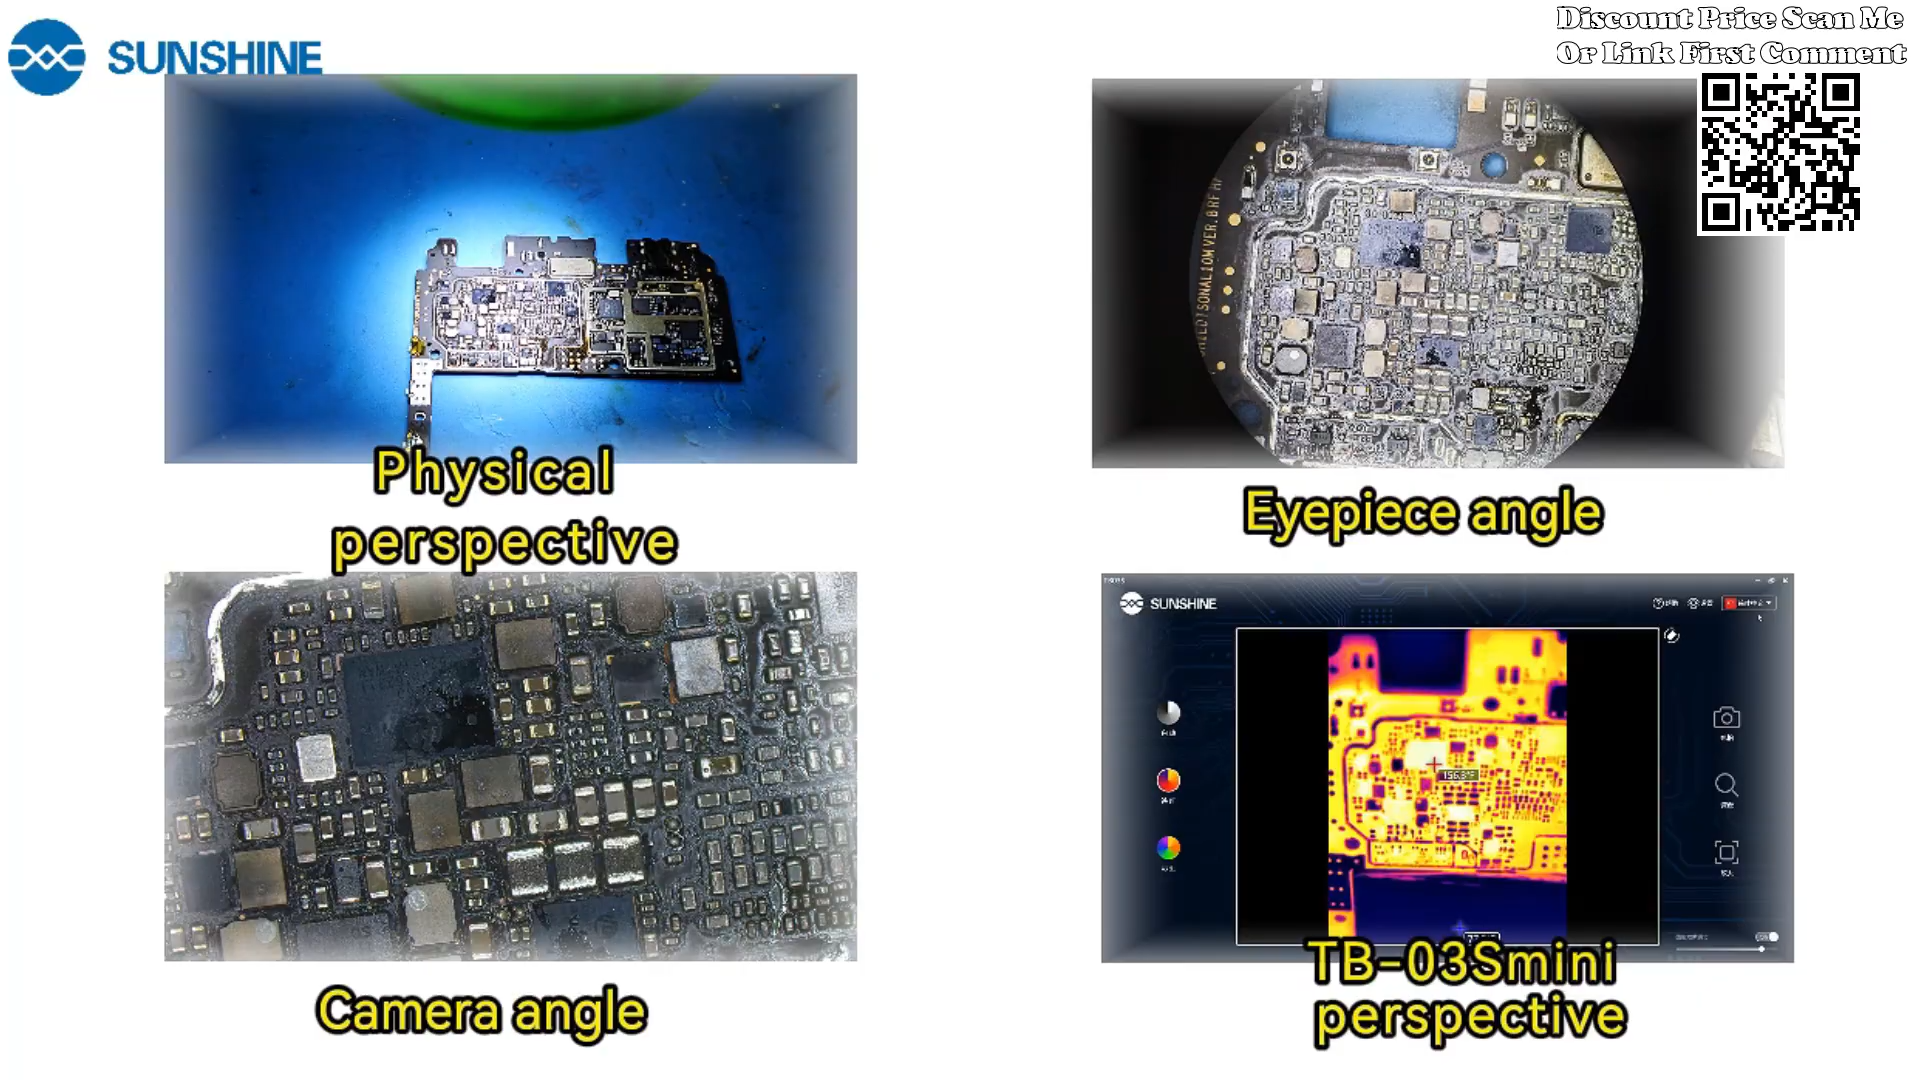 SUNSHINE
Discount Price Scan Me
Or Link First Comment
Physical
perspective
Eyepiece angle
SUNSHINE
Camera angle
TB-03Smini
perspective